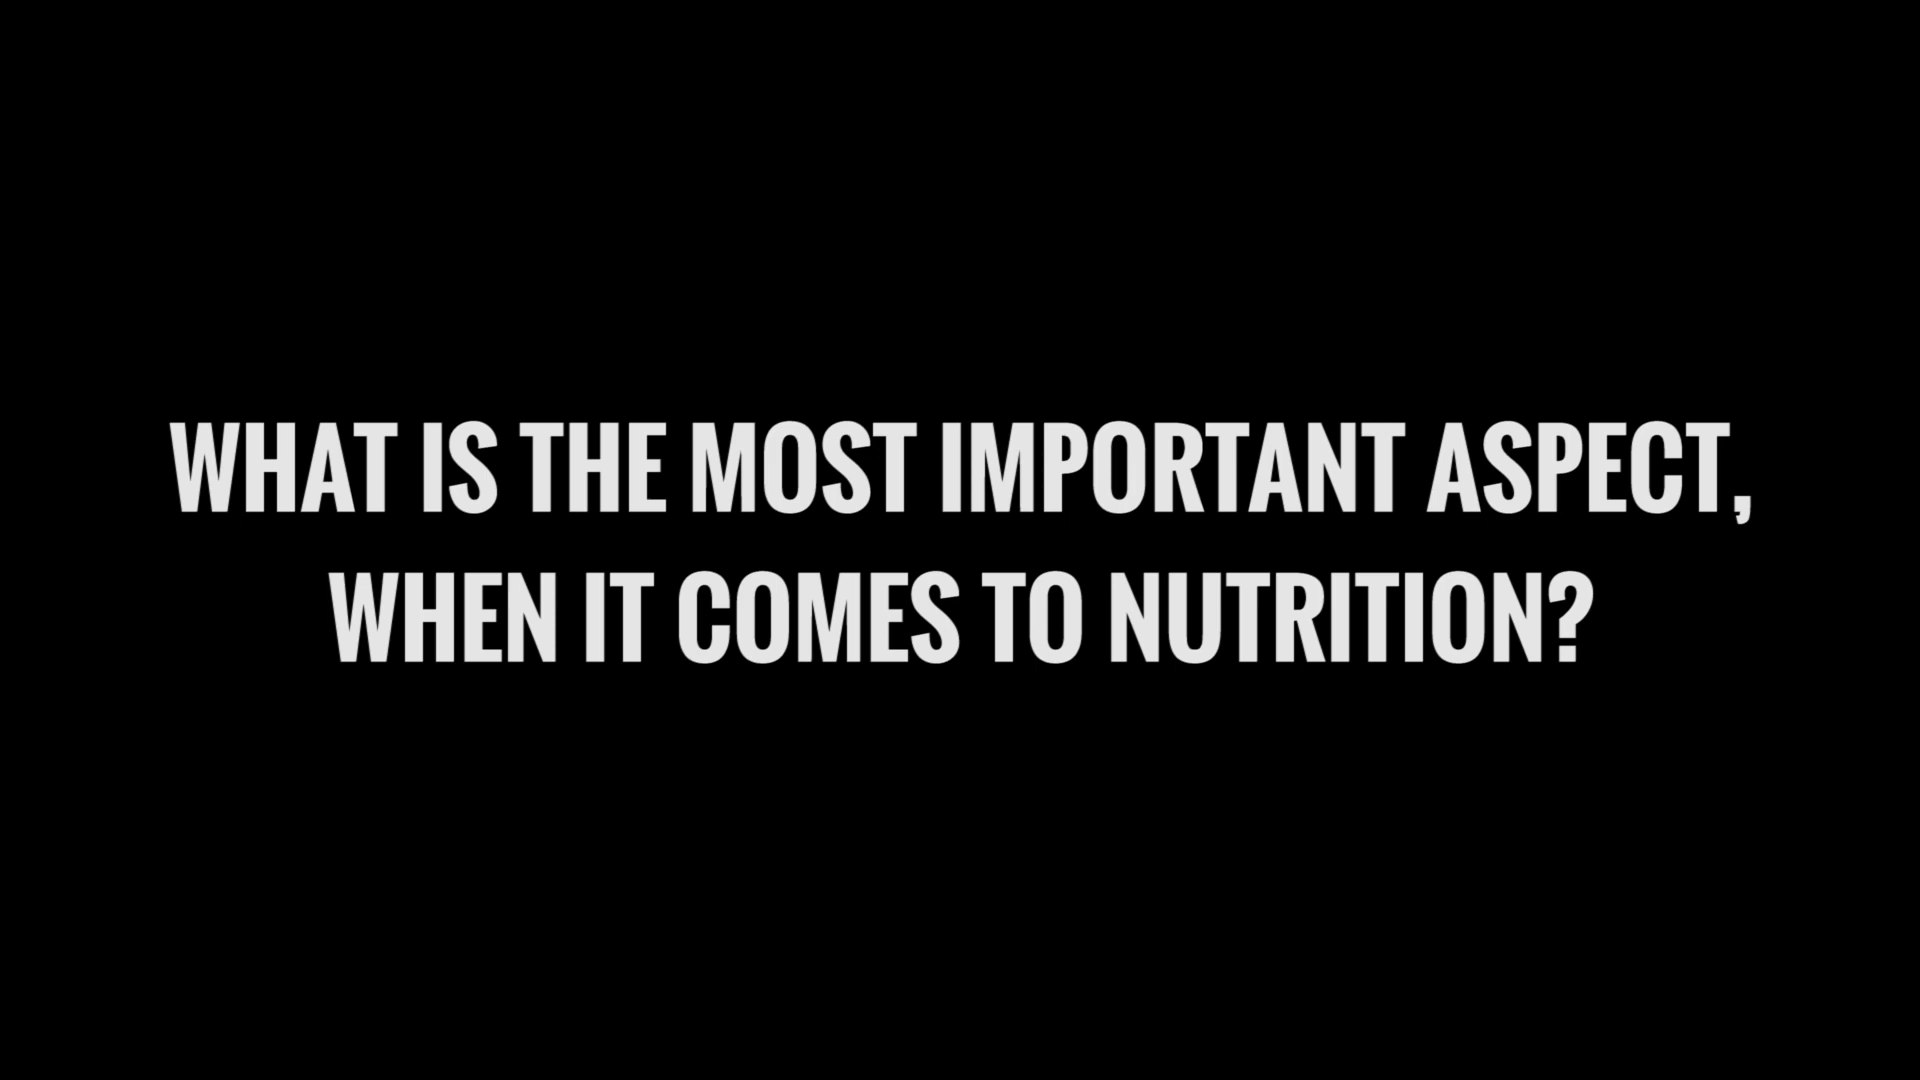 WHAT IS THE MOST IMPORTANT ASPECT,
WHEN IT COMES TO NUTRITION?